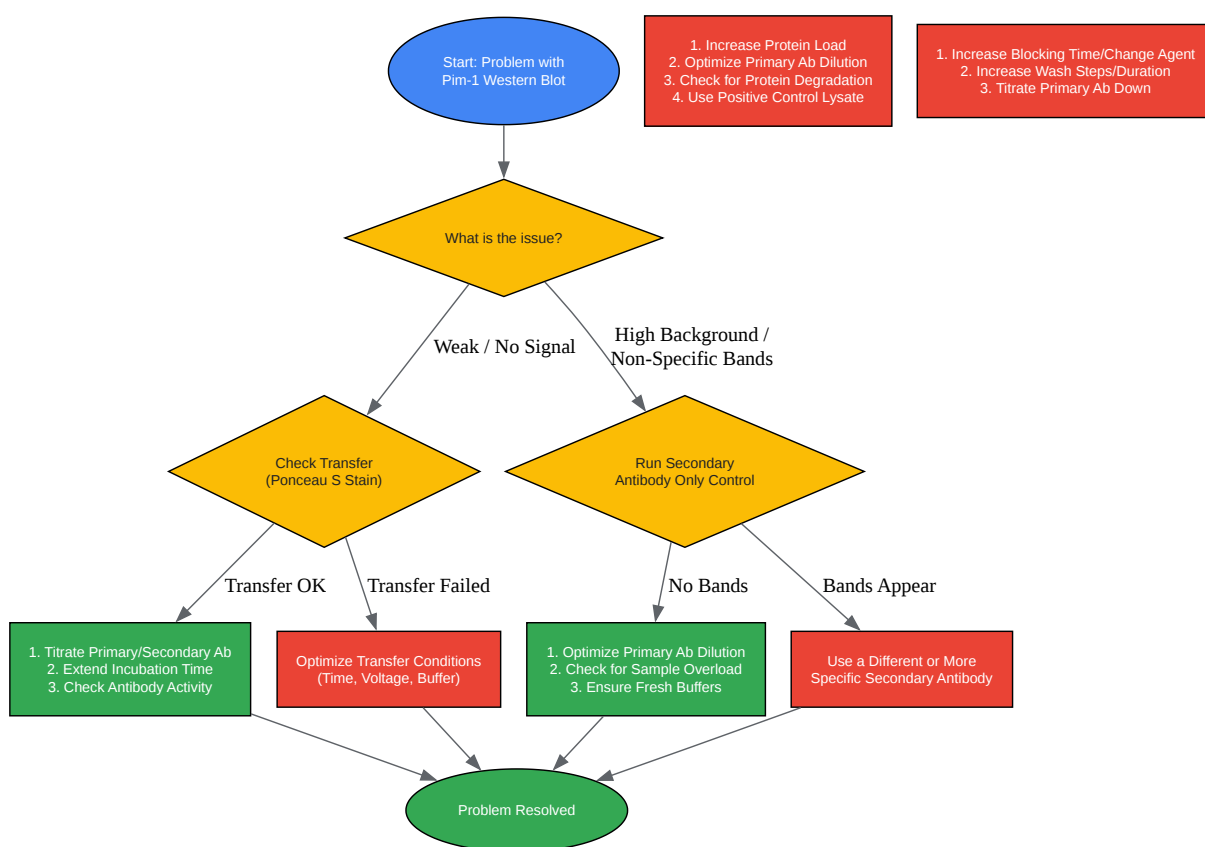 Start: Problem with
Pim-1 Western Blot
1. Increase Protein Load
2. Optimize Primary Ab Dilution
3. Check for Protein Degradation
4. Use Positive Control Lysate
1. Increase Blocking Time/Change Agent
2. Increase Wash Steps/Duration
3. Titrate Primary Ab Down
What is the issue?
Weak / No Signal
High Background /
Non-Specific Bands
Check Transfer
(Ponceau S Stain)
Run Secondary
Antibody Only Control
Transfer OK
Transfer Failed
No Bands
Bands Appear
1. Titrate Primary/Secondary Ab
2. Extend Incubation Time
3. Check Antibody Activity
Optimize Transfer Conditions
(Time, Voltage, Buffer)
1. Optimize Primary Ab Dilution
2. Check for Sample Overload
3. Ensure Fresh Buffers
Use a Different or More
Specific Secondary Antibody
Problem Resolved